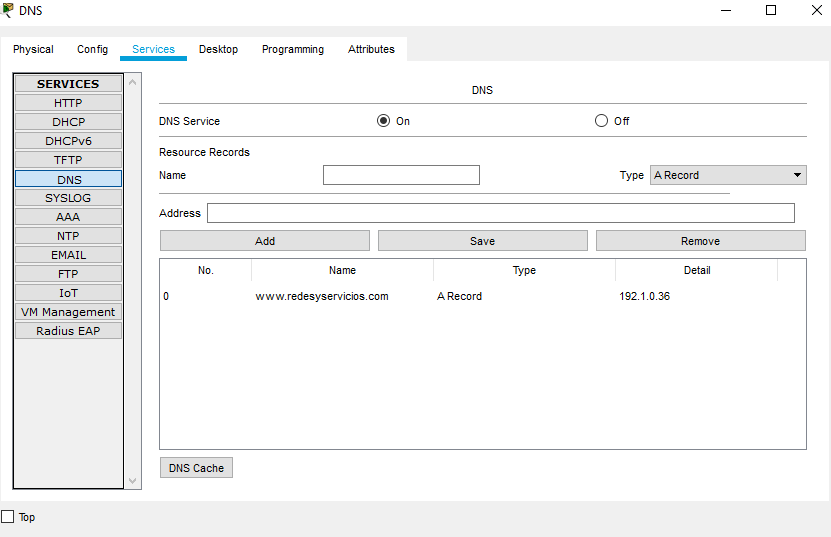 DNS
Physical Config Services Desktop Programming Attributes
SERVICES
HTTP
DHCP
DHCPv6
TFTP
DNS
SYSLOG
AAA
NTP
EMAIL
FTP
IoT
VM Management
Radius EAP
DNS
DNS Service On Off
Resource Records
Name Type A Record
Address
Add Save Remove
No. Name Type Detail
0 www.redesyservicios.com A Record 192.1.0.36
DNS Cache
Top